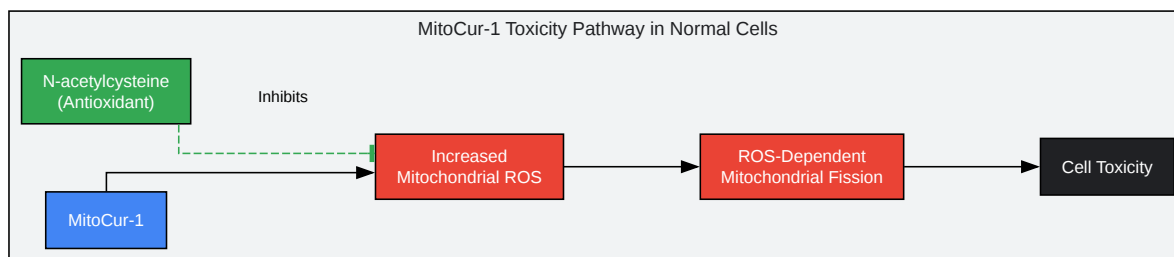 MitoCur-1 Toxicity Pathway in Normal Cells
N-acetylcysteine
(Antioxidant)
Inhibits
Increased
Mitochondrial ROS
ROS-Dependent
Mitochondrial Fission
Cell Toxicity
MitoCur-1